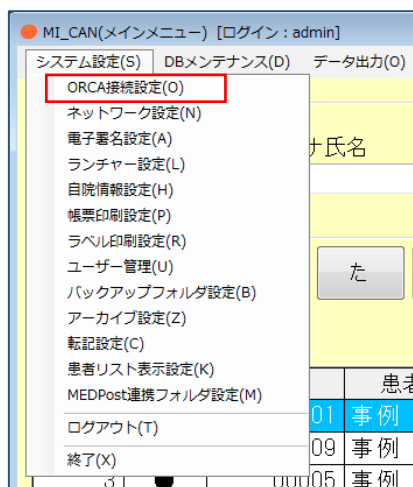 MI_CAN(メインメニュー) [ログイン : admin]
システム設定(S) DBメンテナンス(D) データ出力(O)
ORCA接続設定(O)
ネットワーク設定(N)
電子署名設定(A)
ナ氏名
ランチャー設定(L)
自院情報設定(H)
帳票印刷設定(P)
ラベル印刷設定(R)
ユーザー管理(U)
た
バックアップフォルダ設定(B)
アーカイブ設定(Z)
転記設定(C)
患者リスト表示設定(K)
患者
MEDPost連携フォルダ設定(M)
01 事例
ログアウト(T)
09 事例
終了(X)
3 00005 事例